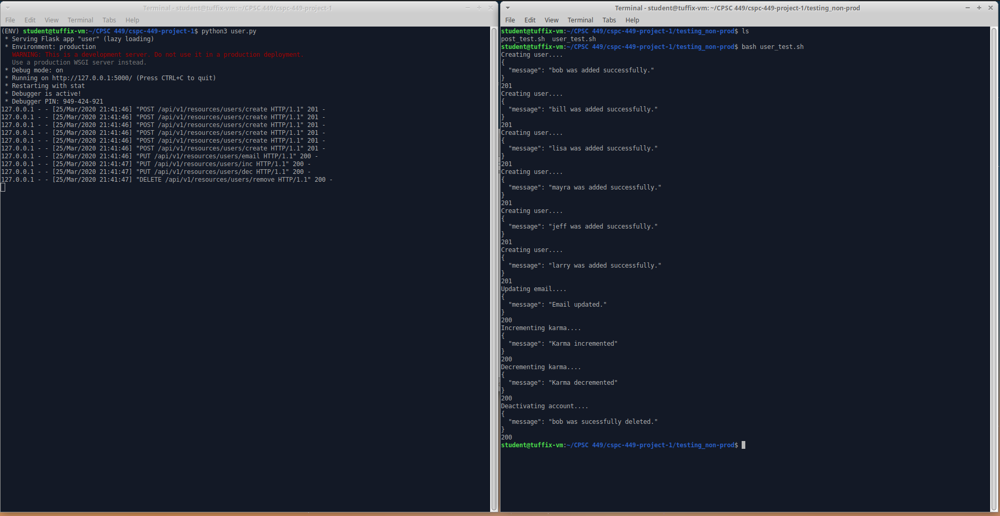 Terminal - student@tuffix-vm: ~/CPSC 449/cspc-449-project-1
File Edit View Terminal Tabs Help
(ENV) student@tuffix-vm:~/CPSC 449/cspc-449-project-1$ python3 user.py
 * Serving Flask app "user" (lazy loading)
 * Environment: production
   WARNING: This is a development server. Do not use it in a production deployment.
   Use a production WSGI server instead.
 * Debug mode: on
 * Running on http://127.0.0.1:5000/ (Press CTRL+C to quit)
 * Restarting with stat
 * Debugger is active!
 * Debugger PIN: 949-424-921
127.0.0.1 - - [25/Mar/2020 21:41:46] "POST /api/v1/resources/users/create HTTP/1.1" 201 -
127.0.0.1 - - [25/Mar/2020 21:41:46] "POST /api/v1/resources/users/create HTTP/1.1" 201 -
127.0.0.1 - - [25/Mar/2020 21:41:46] "POST /api/v1/resources/users/create HTTP/1.1" 201 -
127.0.0.1 - - [25/Mar/2020 21:41:46] "POST /api/v1/resources/users/create HTTP/1.1" 201 -
127.0.0.1 - - [25/Mar/2020 21:41:46] "POST /api/v1/resources/users/create HTTP/1.1" 201 -
127.0.0.1 - - [25/Mar/2020 21:41:46] "POST /api/v1/resources/users/create HTTP/1.1" 201 -
127.0.0.1 - - [25/Mar/2020 21:41:46] "PUT /api/v1/resources/users/email HTTP/1.1" 200 -
127.0.0.1 - - [25/Mar/2020 21:41:47] "PUT /api/v1/resources/users/inc HTTP/1.1" 200 -
127.0.0.1 - - [25/Mar/2020 21:41:47] "PUT /api/v1/resources/users/dec HTTP/1.1" 200 -
127.0.0.1 - - [25/Mar/2020 21:41:47] "DELETE /api/v1/resources/users/remove HTTP/1.1" 200 -
Terminal - student@tuffix-vm: ~/CPSC 449/cspc-449-project-1/testing_non-prod
File Edit View Terminal Tabs Help
student@tuffix-vm:~/CPSC 449/cspc-449-project-1/testing_non-prod$ ls
post_test.sh  user_test.sh
student@tuffix-vm:~/CPSC 449/cspc-449-project-1/testing_non-prod$ bash user_test.sh
Creating user....
{
  "message": "bob was added successfully."
}
201
Creating user....
{
  "message": "bill was added successfully."
}
201
Creating user....
{
  "message": "lisa was added successfully."
}
201
Creating user....
{
  "message": "mayra was added successfully."
}
201
Creating user....
{
  "message": "jeff was added successfully."
}
201
Creating user....
{
  "message": "larry was added successfully."
}
201
Updating email....
{
  "message": "Email updated."
}
200
Incrementing karma....
{
  "message": "Karma incremented"
}
200
Decrementing karma....
{
  "message": "Karma decremented"
}
200
Deactivating account....
{
  "message": "bob was sucessfully deleted."
}
200
student@tuffix-vm:~/CPSC 449/cspc-449-project-1/testing_non-prod$